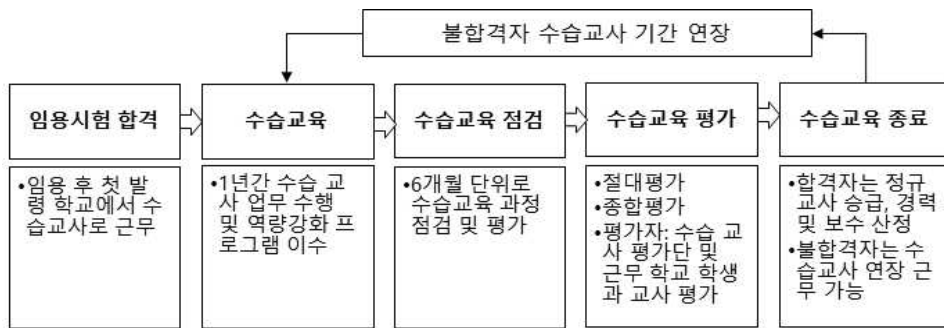 불합격자 수습교사 기간 연장
임용시험 합격
수습교육
수습교육 점검
수습교육 평가
수습교육 종료
•임용 후 첫 발
령 학교에서 수
습교사로 근무
•1년간 수습 교
사 업무 수행
및 역량강화 프
로그램 이수
•6개월 단위로
수습교육 과정
점검 및 평가
•절대평가
•종합평가
•평가자: 수습 교
사 평가단 및
근무 학교 학생
과 교사 평가
•합격자는 정규
교사 승급, 경력
및 보수 산정
•불합격자는 수
습교사 연장 근
무 가능